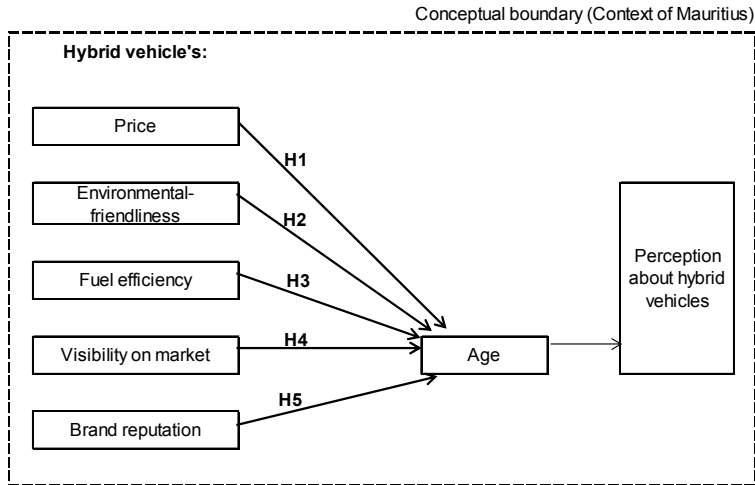 Conceptual boundary (Context of Mauritius)
Hybrid vehicle's:
Price
H1
Environmental-
friendliness
H2
Fuel efficiency
H3
Visibility on market
H4
Brand reputation
H5
Age
Perception
about hybrid
vehicles